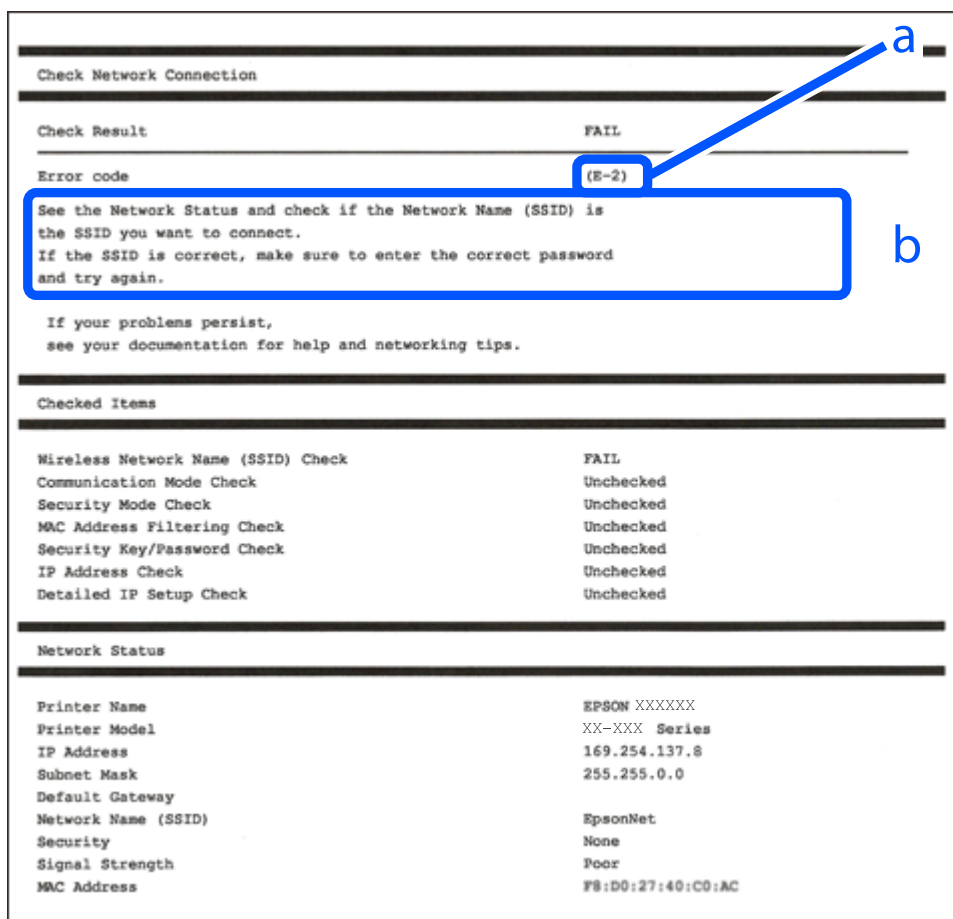 a
Check Network Connection
Check Result FAIL
Error code (E-2)
See the Network Status and check if the Network Name (SSID) is
the SSID you want to connect.
If the SSID is correct, make sure to enter the correct password
and try again.
b
If your problems persist,
see your documentation for help and networking tips.
Checked Items
Wireless Network Name (SSID) Check FAIL
Communication Mode Check Unchecked
Security Mode Check Unchecked
MAC Address Filtering Check Unchecked
Security Key/Password Check Unchecked
IP Address Check Unchecked
Detailed IP Setup Check Unchecked
Network Status
Printer Name EPSON XXXXXX
Printer Model XX-XXX Series
IP Address 169.254.137.8
Subnet Mask 255.255.0.0
Default Gateway
Network Name (SSID) EpsonNet
Security None
Signal Strength Poor
MAC Address F8:D0:27:40:C0:AC